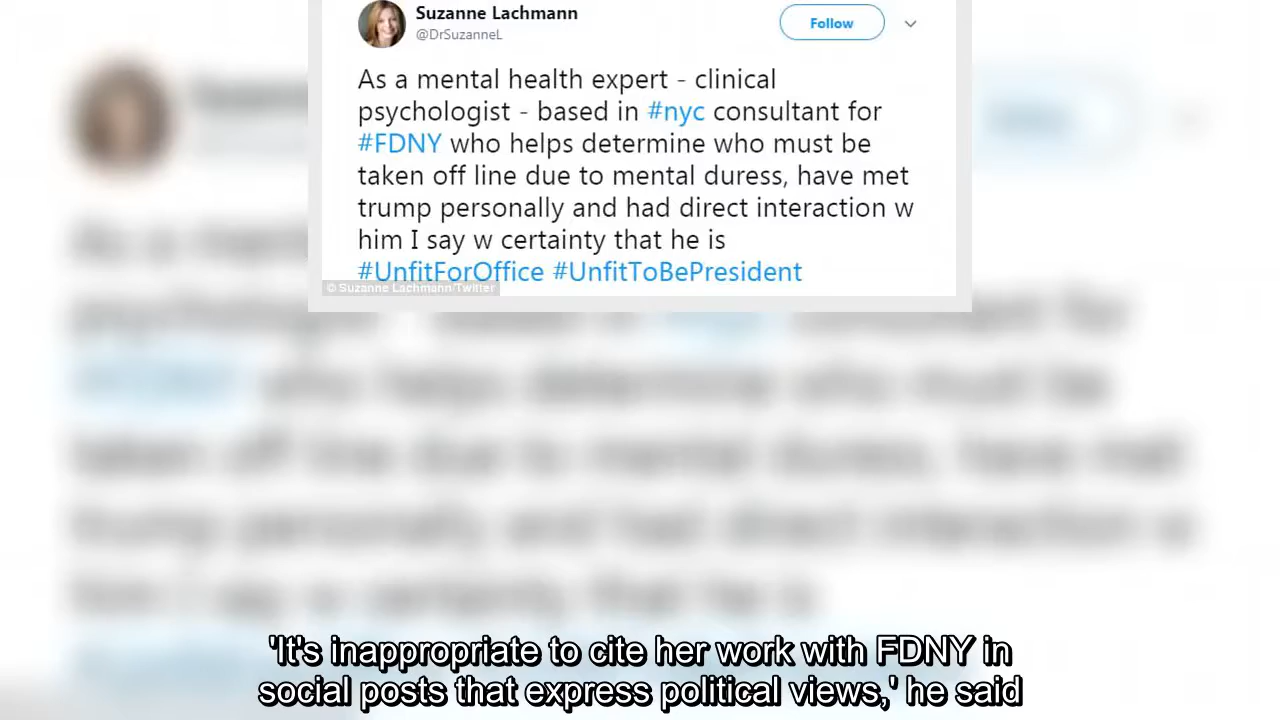 Suzanne Lachmann
@DrSuzanneL
Follow
As a mental health expert - clinical
psychologist - based in #nyc consultant for
#FDNY who helps determine who must be
taken off line due to mental duress, have met
trump personally and had direct interaction w
him I say w certainty that he is
#UnfitForOffice #UnfitToBePresident
© Suzanne Lachmann/Twitter
'It's inappropriate to cite her work with FDNY in
social posts that express political views,' he said